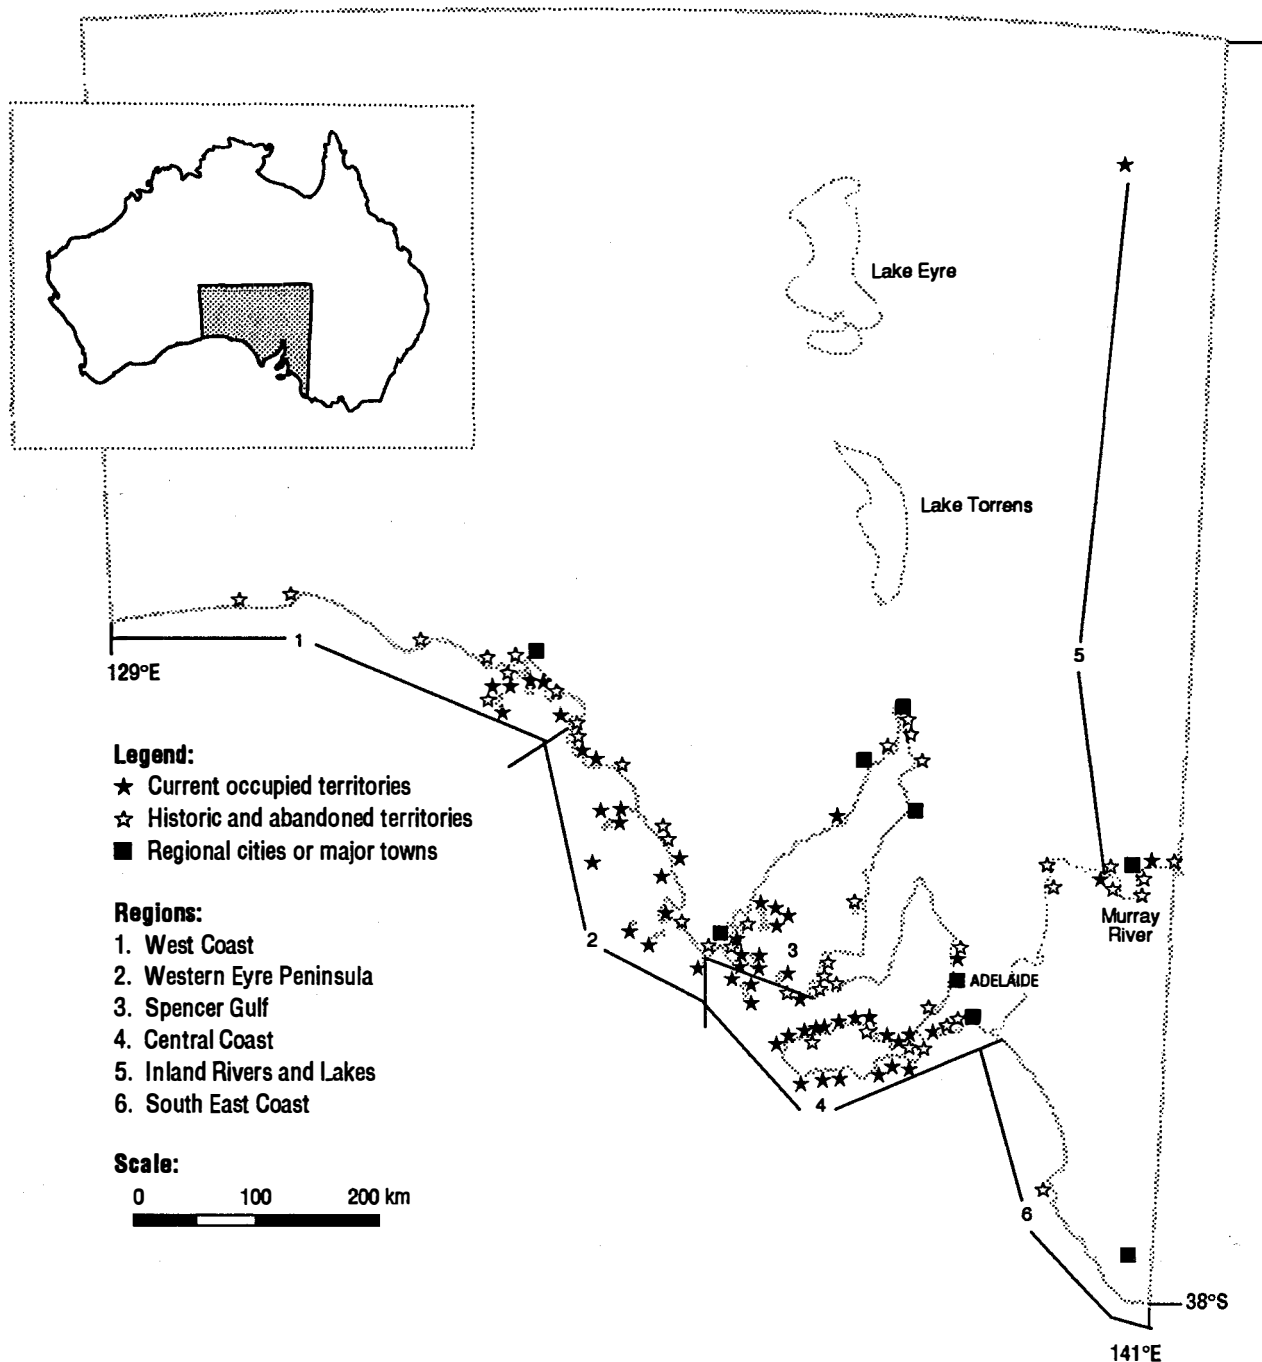 Lake Eyre
Lake Torrens
1
129°E
5
Legend:
Current occupied territories
Historic and abandoned territories
Regional cities or major towns
Regions:
1. West Coast
2. Western Eyre Peninsula
3. Spencer Gulf
4. Central Coast
5. Inland Rivers and Lakes
6. South East Coast
Scale:
0 100 200 km
Murray
River
2
3
ADELAIDE
4
6
38°S
141°E